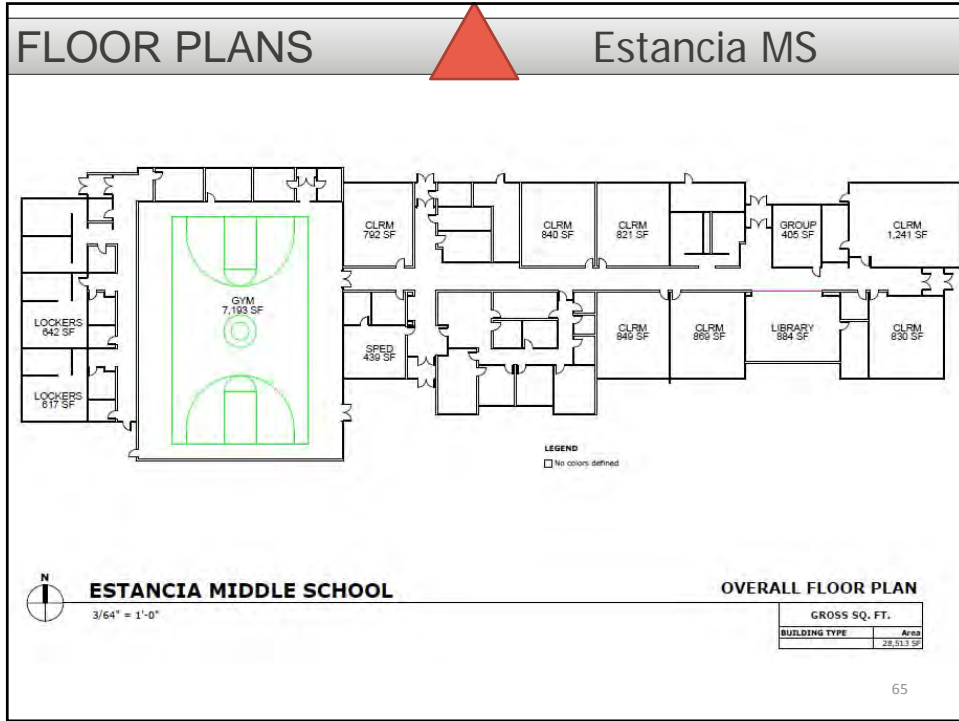 FLOOR PLANS
Estancia MS
CLRM
792 SF
CLRM
840 SF
CLRM
821 SF
GROUP
405 SF
CLRM
1,241 SF
GYM
7,193 SF
LOCKERS
642 SF
SPED
439 SF
CLRM
849 SF
CLRM
869 SF
LIBRARY
884 SF
CLRM
830 SF
LOCKERS
617 SF
LEGEND
No colors defined
N
ESTANCIA MIDDLE SCHOOL
3/64" = 1'-0"
OVERALL FLOOR PLAN
GROSS SQ. FT.
BUILDING TYPE Area
28,513 SF
65